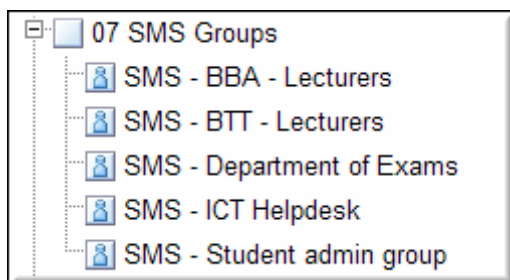 07 SMS Groups
SMS - BBA - Lecturers
SMS - BTT - Lecturers
SMS - Department of Exams
SMS - ICT Helpdesk
SMS - Student admin group